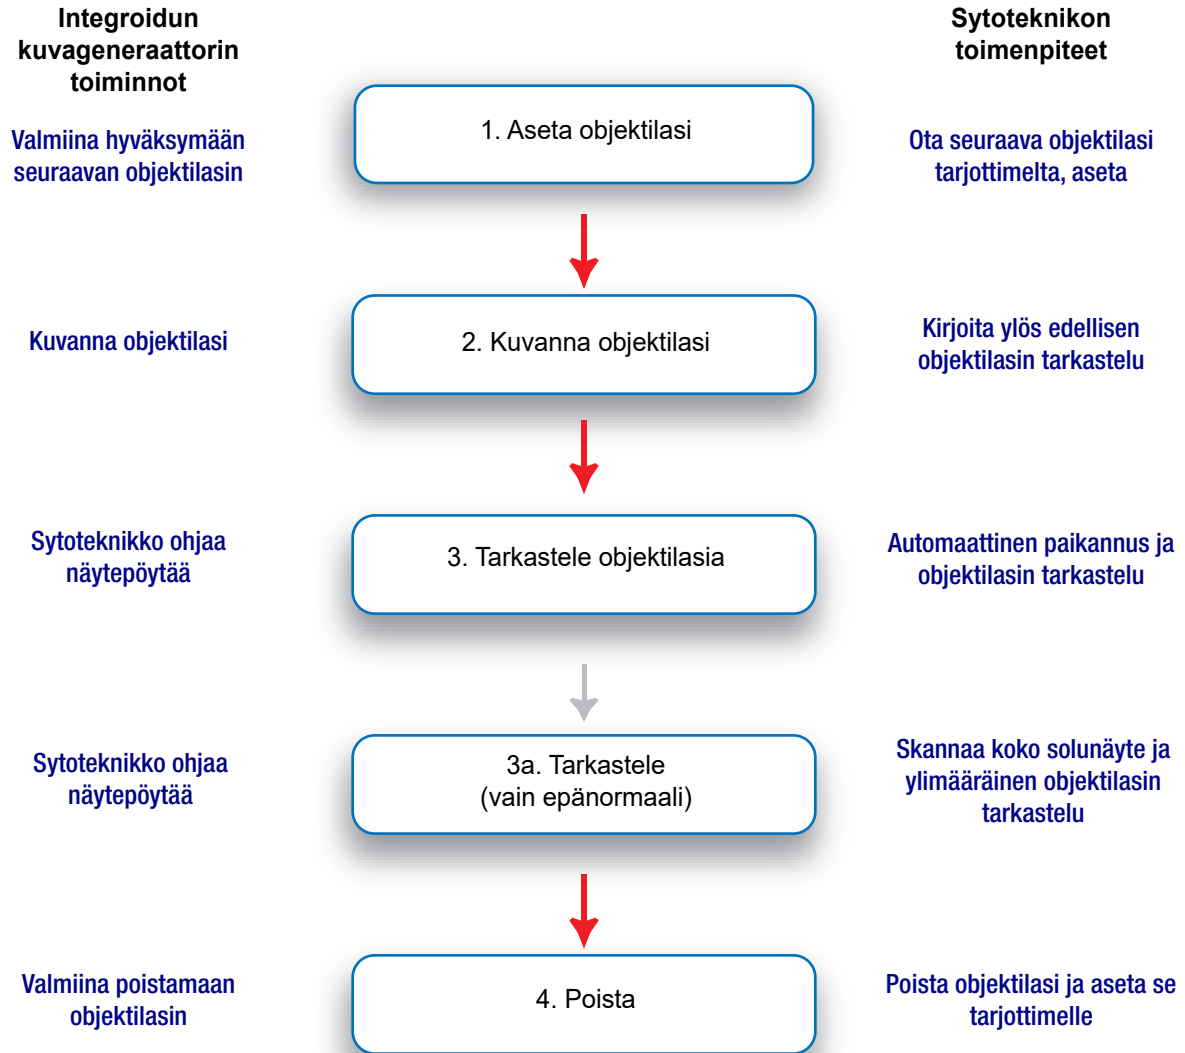 Integroidun
kuvageneraattorin
toiminnot
Sytoteknikon
toimenpiteet
Valmiina hyväksymään
seuraavan objektilasin
1. Aseta objektilasi
Ota seuraava objektilasi
tarjottimelta, aseta
Kuvanna objektilasi
2. Kuvanna objektilasi
Kirjoita ylös edellisen
objektilasin tarkastelu
Sytoteknikko ohjaa
näytepöytää
3. Tarkastele objektilasia
Automaattinen paikannus ja
objektilasin tarkastelu
Sytoteknikko ohjaa
näytepöytää
3a. Tarkastele
(vain epänormaali)
Skannaa koko solunäyte ja
ylimääräinen objektilasin
tarkastelu
Valmiina poistamaan
objektilasin
4. Poista
Poista objektilasi ja aseta se
tarjottimelle